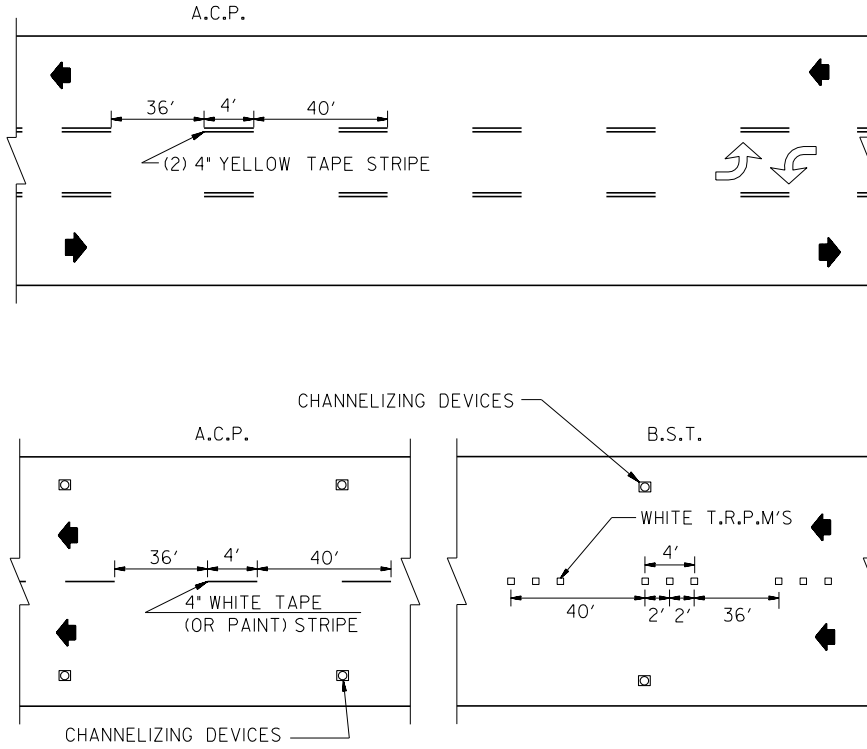 A.C.P.
36′ 4′ 40′
(2) 4" YELLOW TAPE STRIPE
CHANNELIZING DEVICES
A.C.P.
36′ 4′ 40′
4" WHITE TAPE
(OR PAINT) STRIPE
CHANNELIZING DEVICES
B.S.T.
WHITE T.R.P.M'S
4′
40′ 2′ 2′ 36′